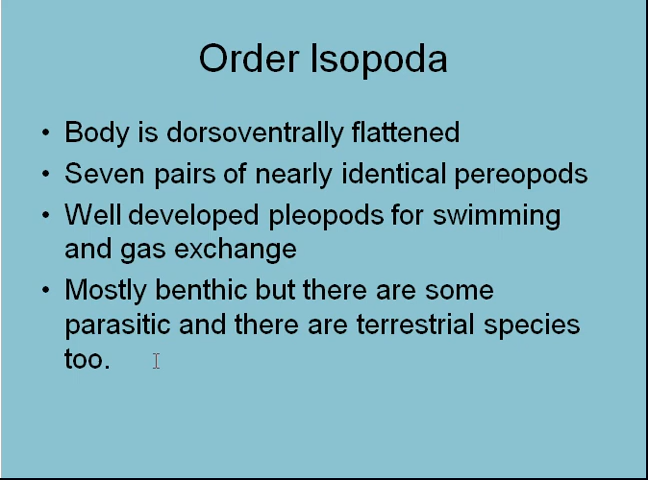 Order Isopoda
• Body is dorsoventrally flattened
• Seven pairs of nearly identical pereopods
• Well developed pleopods for swimming
and gas exchange
• Mostly benthic but there are some
parasitic and there are terrestrial species
too.